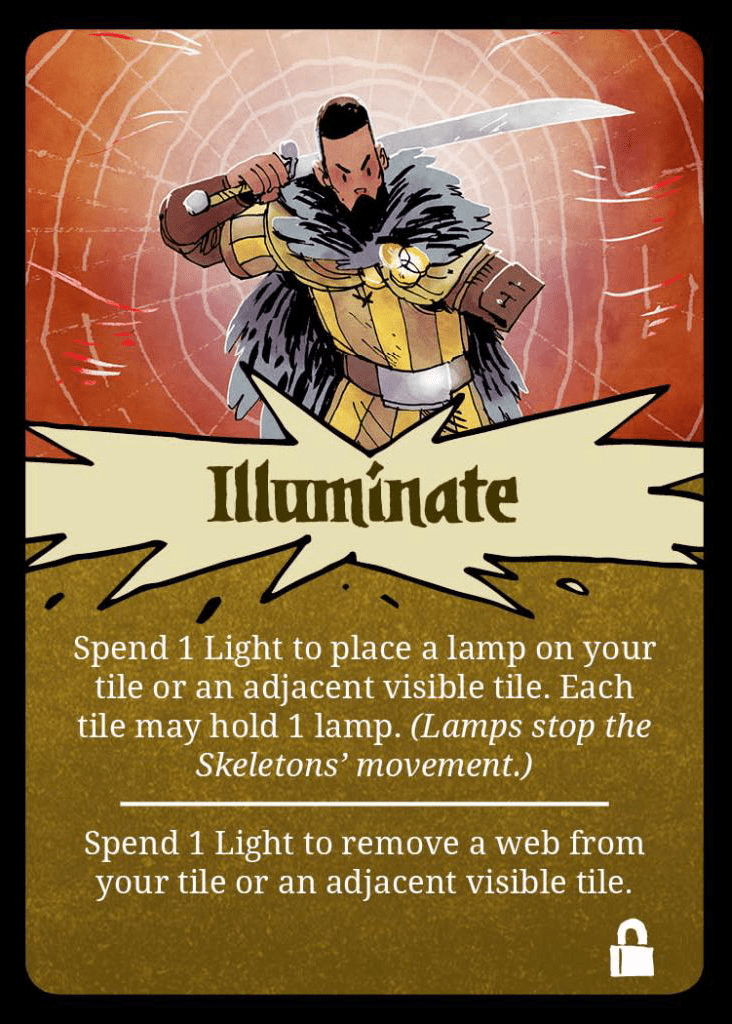 Illuminate
Spend 1 Light to place a lamp on your
tile or an adjacent visible tile. Each
tile may hold 1 lamp. (Lamps stop the
Skeletons’ movement.)
Spend 1 Light to remove a web from
your tile or an adjacent visible tile.